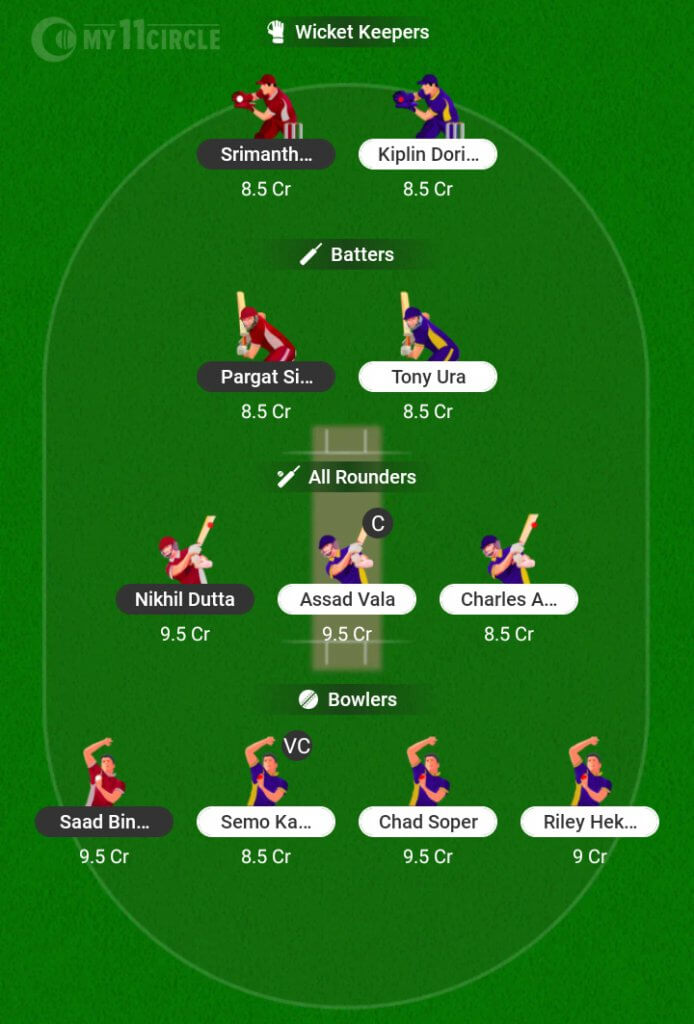 MY11CIRCLE
Wicket Keepers
Srimanth...
Kiplin Dori...
8.5 Cr
8.5 Cr
Batters
Pargat Si...
Tony Ura
8.5 Cr
8.5 Cr
All Rounders
C
Nikhil Dutta
Assad Vala
Charles A...
9.5 Cr
9.5 Cr
8.5 Cr
Bowlers
VC
Saad Bin...
Semo Ka...
Chad Soper
Riley Hek...
9.5 Cr
8.5 Cr
9.5 Cr
9 Cr